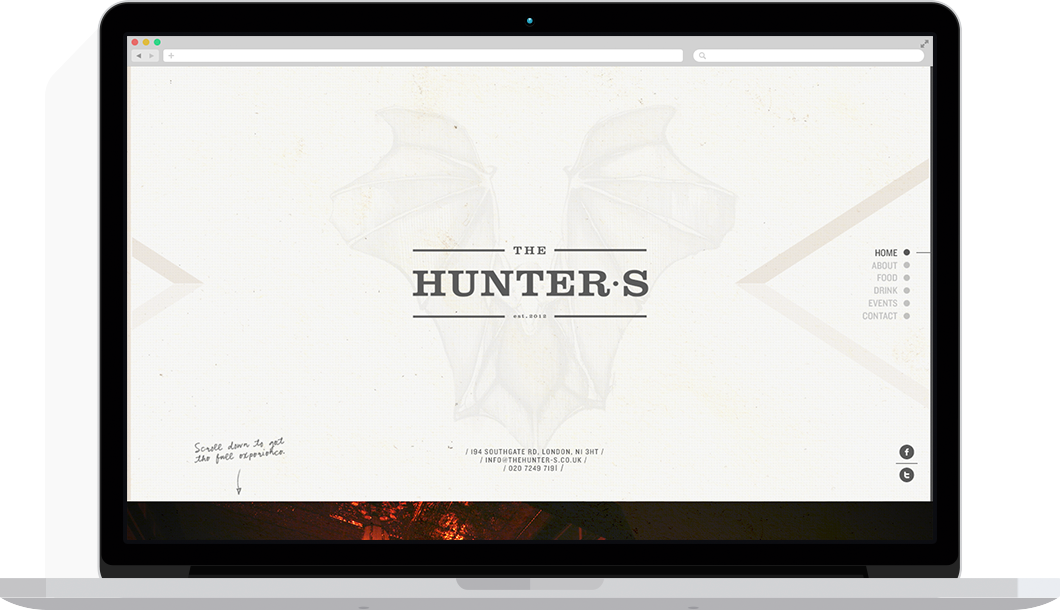 THE
HUNTER·S
est.2012
HOME
ABOUT
FOOD
DRINK
EVENTS
CONTACT
Scroll down to get
the full experience.
/ 194 SOUTHGATE RD, LONDON, N1 3HT /
/ INFO@THEHUNTER-S.CO.UK /
/ 020 7249 7191 /